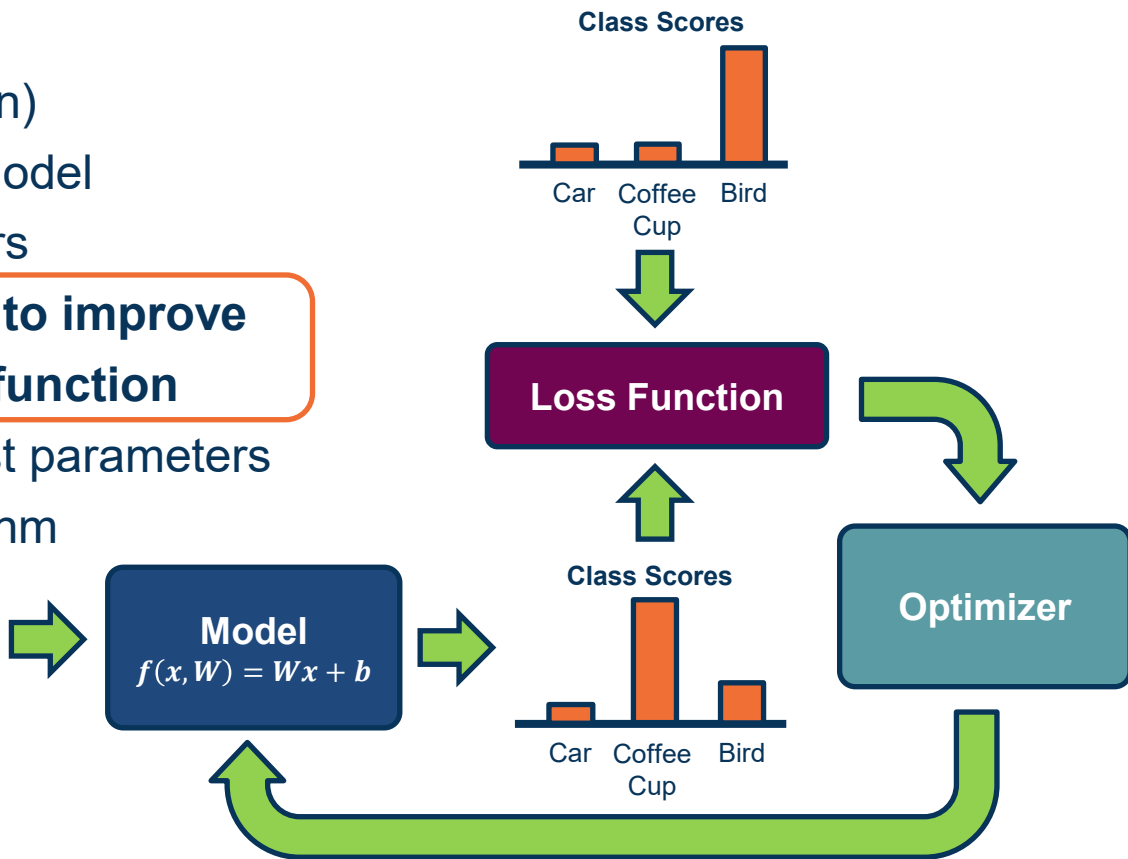 n)
odel
rs
to improve
function
st parameters
hm
Class Scores
Car Coffee Bird
Cup
Loss Function
Optimizer
Model
f(x, W) = Wx + b
Class Scores
Car Coffee Bird
Cup